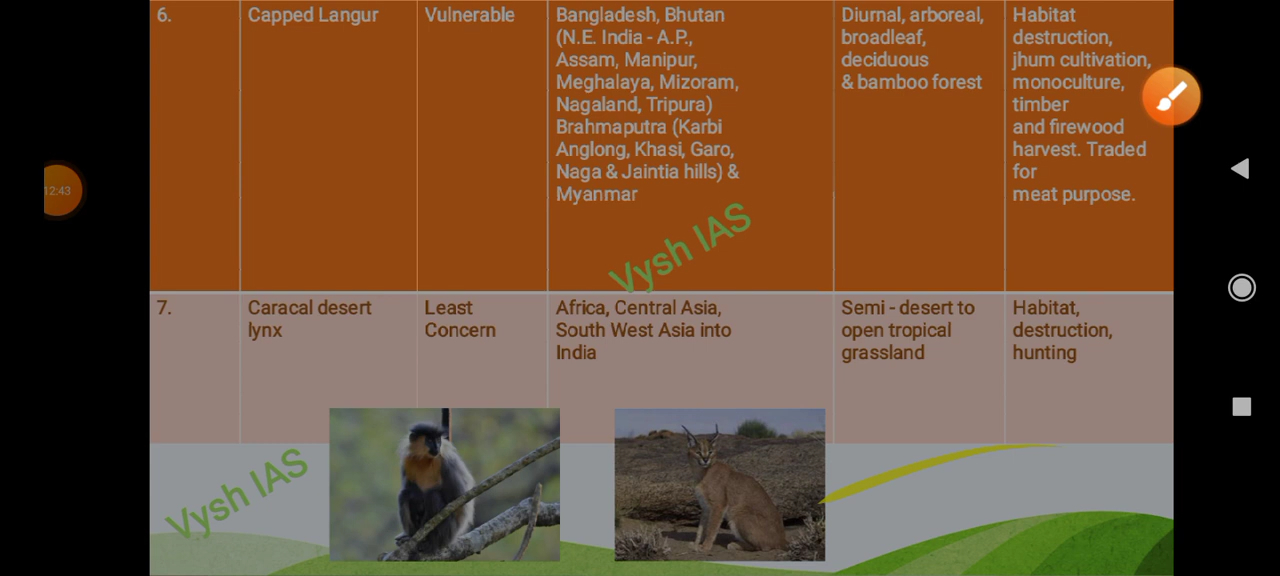 6.
Capped Langur
Vulnerable
Bangladesh, Bhutan
(N.E. India - A.P.,
Assam, Manipur,
Meghalaya, Mizoram,
Nagaland, Tripura)
Brahmaputra (Karbi
Anglong, Khasi, Garo,
Naga & Jaintia hills) &
Myanmar
Diurnal, arboreal,
broadleaf,
deciduous
& bamboo forest
Habitat
destruction,
jhum cultivation,
monoculture,
timber
and firewood
harvest. Traded
for
meat purpose.
12:43
Vysh IAS
7.
Caracal desert
lynx
Least
Concern
Africa, Central Asia,
South West Asia into
India
Semi - desert to
open tropical
grassland
Habitat,
destruction,
hunting
Vysh IAS